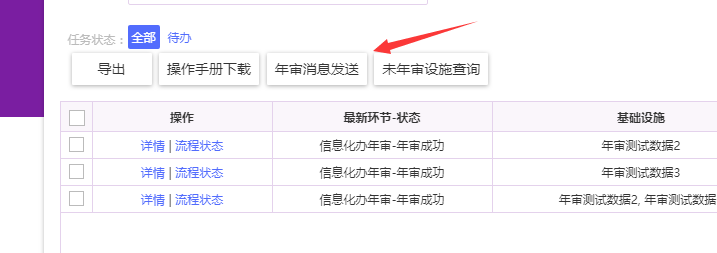 任务状态： 全部 待办
导出 操作手册下载 年审消息发送 未年审设施查询
操作 最新环节-状态 基础设施
详情 | 流程状态 信息化办年审-年审成功 年审测试数据2
详情 | 流程状态 信息化办年审-年审成功 年审测试数据3
详情 | 流程状态 信息化办年审-年审成功 年审测试数据2, 年审测试数据